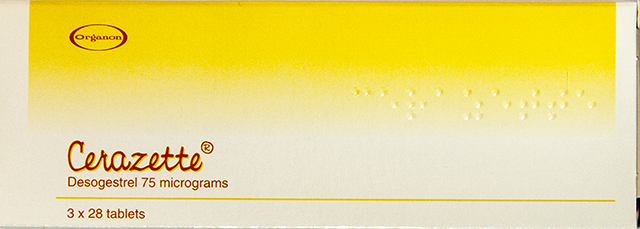 Organon
Cerazette®
Desogestrel 75 micrograms
3 x 28 tablets